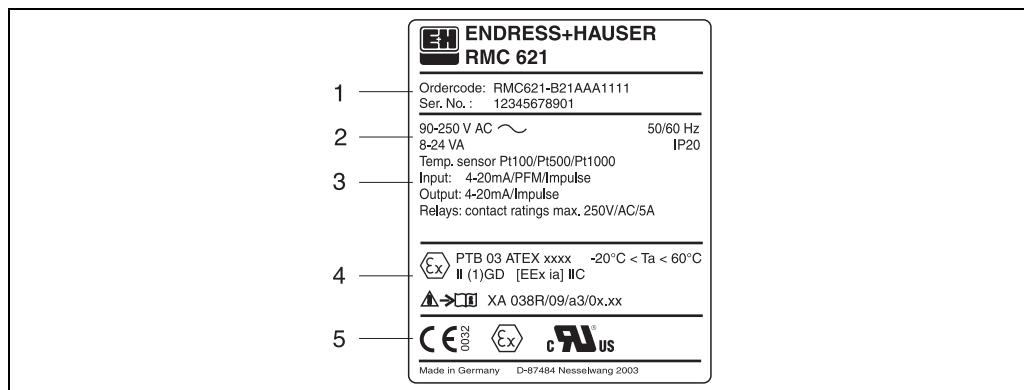 E+H
ENDRESS+HAUSER
RMC 621
1
Ordercode: RMC621-B21AAA1111
Ser. No. : 12345678901
2
90-250 V AC 50/60 Hz
8-24 VA IP20
Temp. sensor Pt100/Pt500/Pt1000
3
Input: 4-20mA/PFM/Impulse
Output: 4-20mA/Impulse
Relays: contact ratings max. 250V/AC/5A
4
Ex PTB 03 ATEX xxxx -20°C < Ta < 60°C
II (1)GD [EEx ia] IIC
XA 038R/09/a3/0x.xx
5
CE 0032 Ex c RU ® US
Made in Germany D-87484 Nesselwang 2003